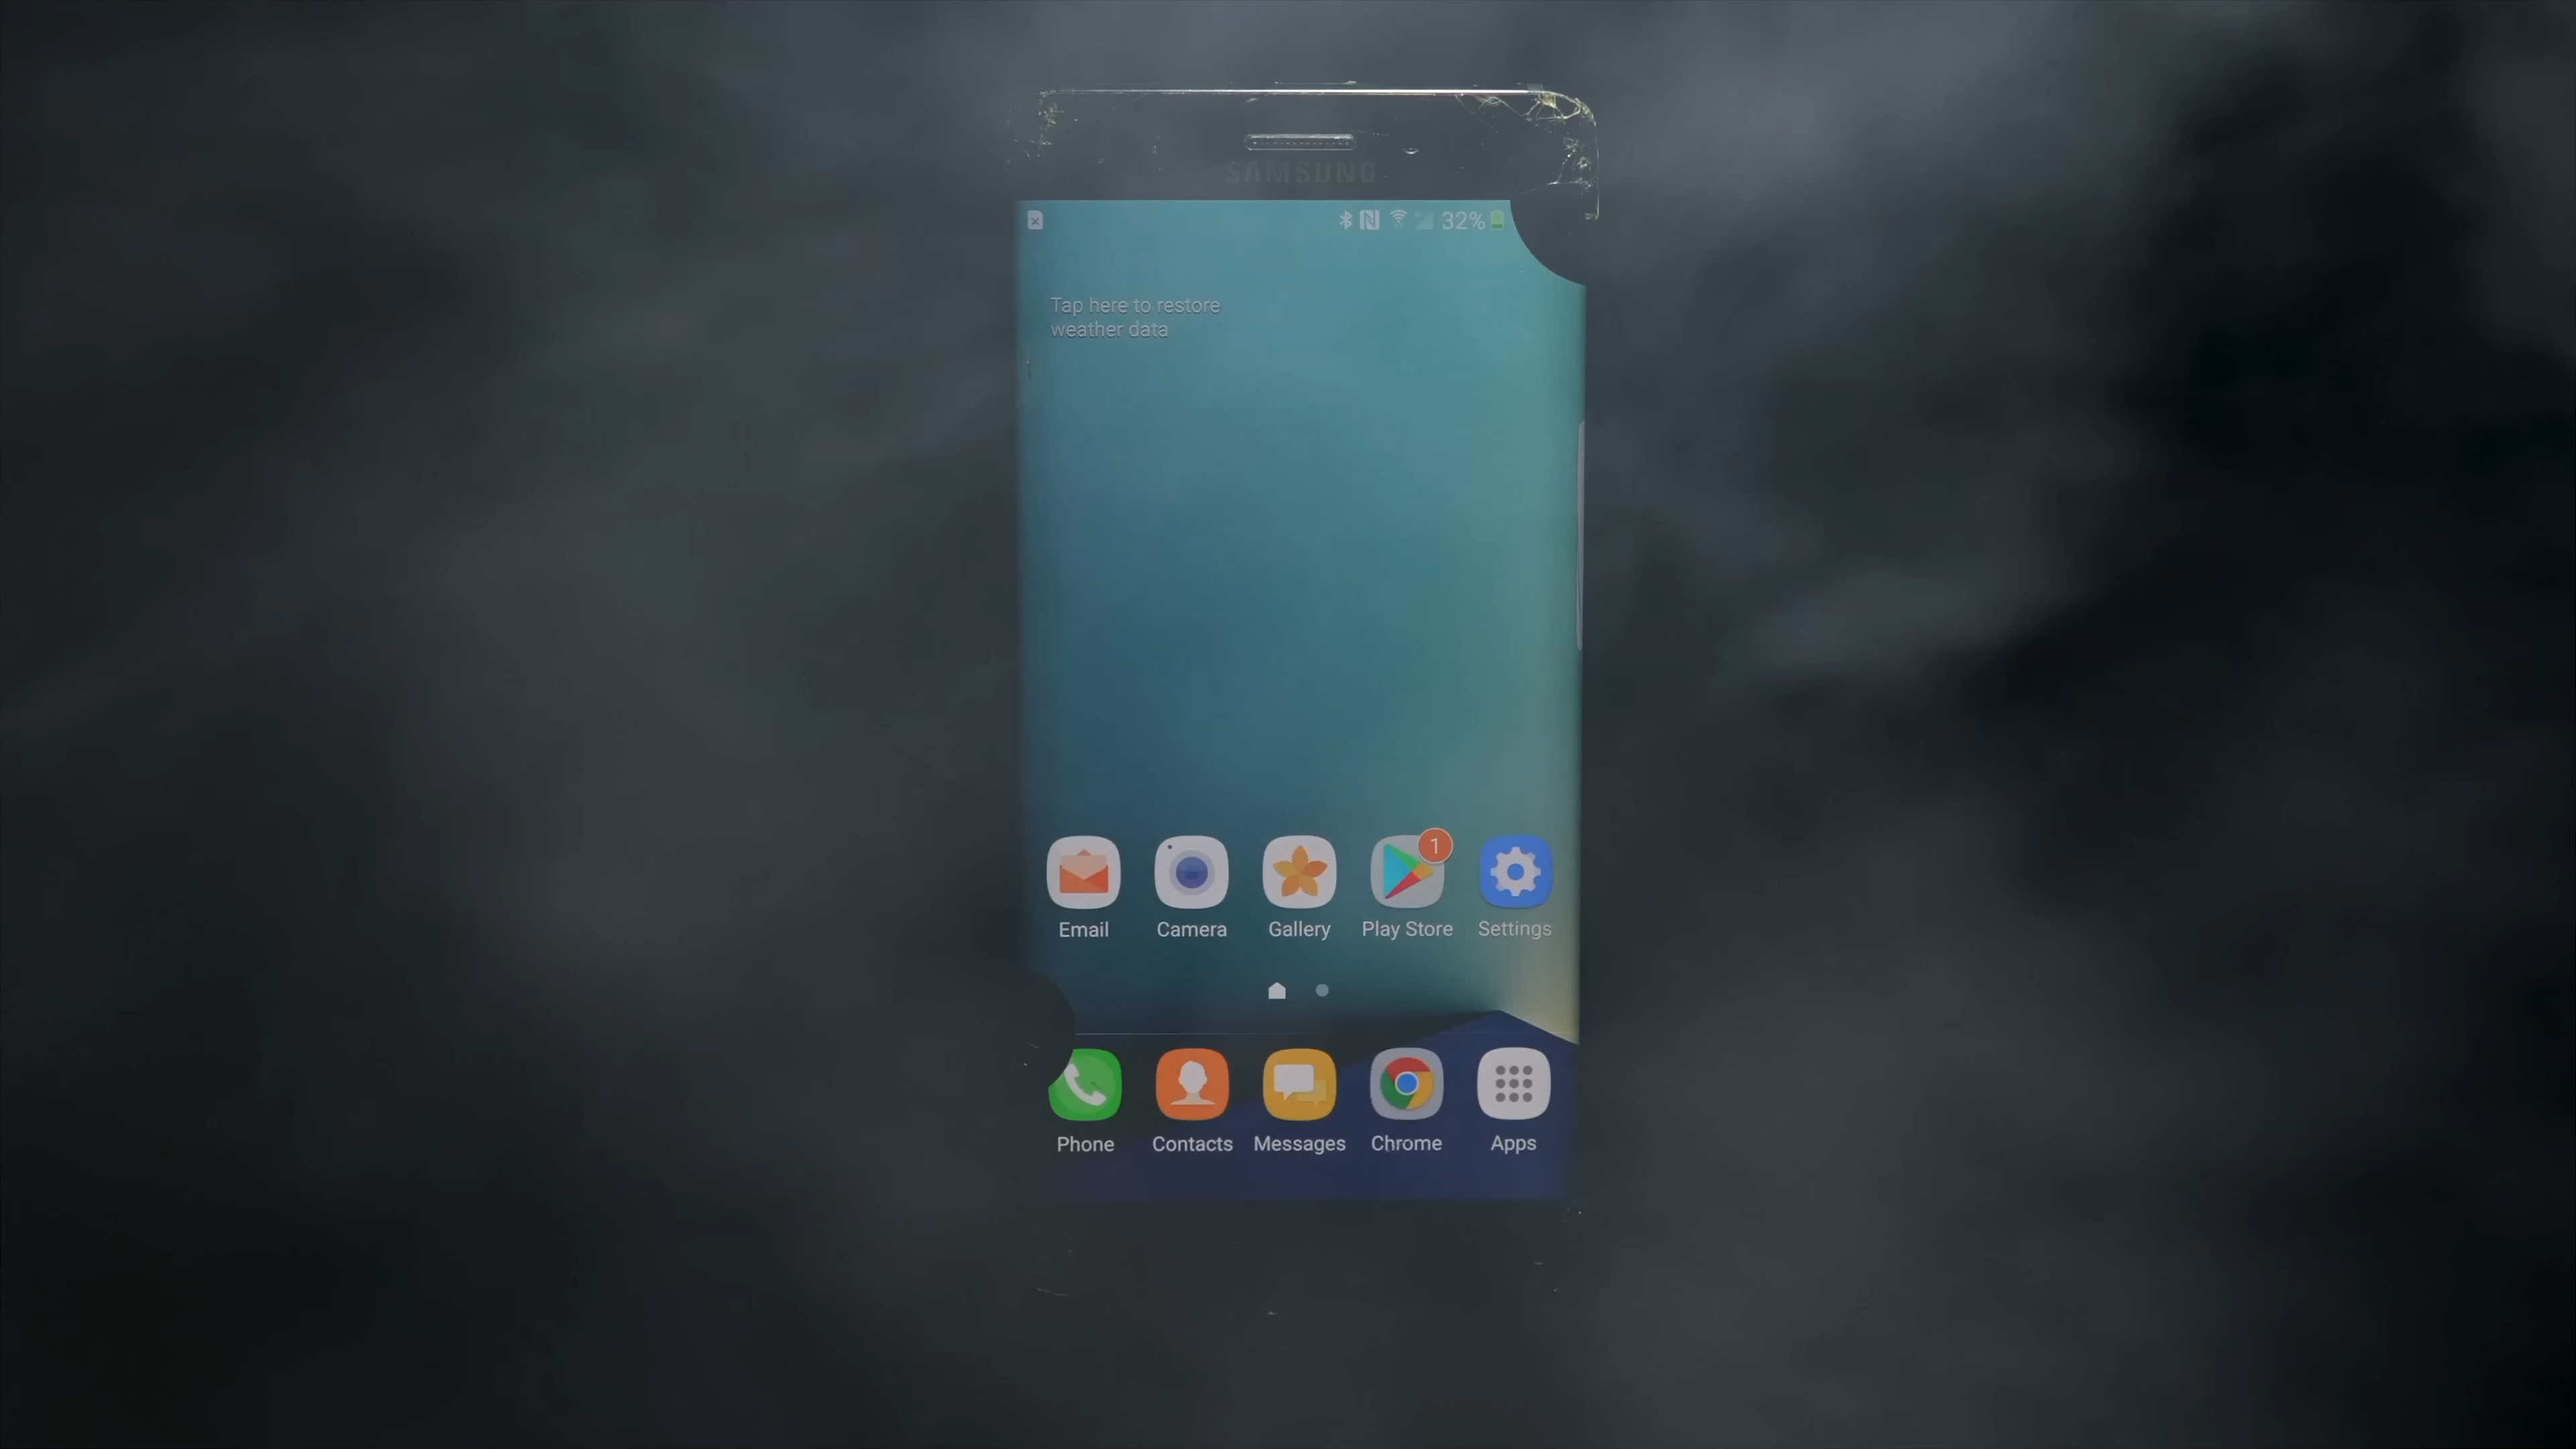 SAMSUNG
32%
Tap here to restore
weather data
1
Email Camera Gallery Play Store Settings
Phone Contacts Messages Chrome Apps